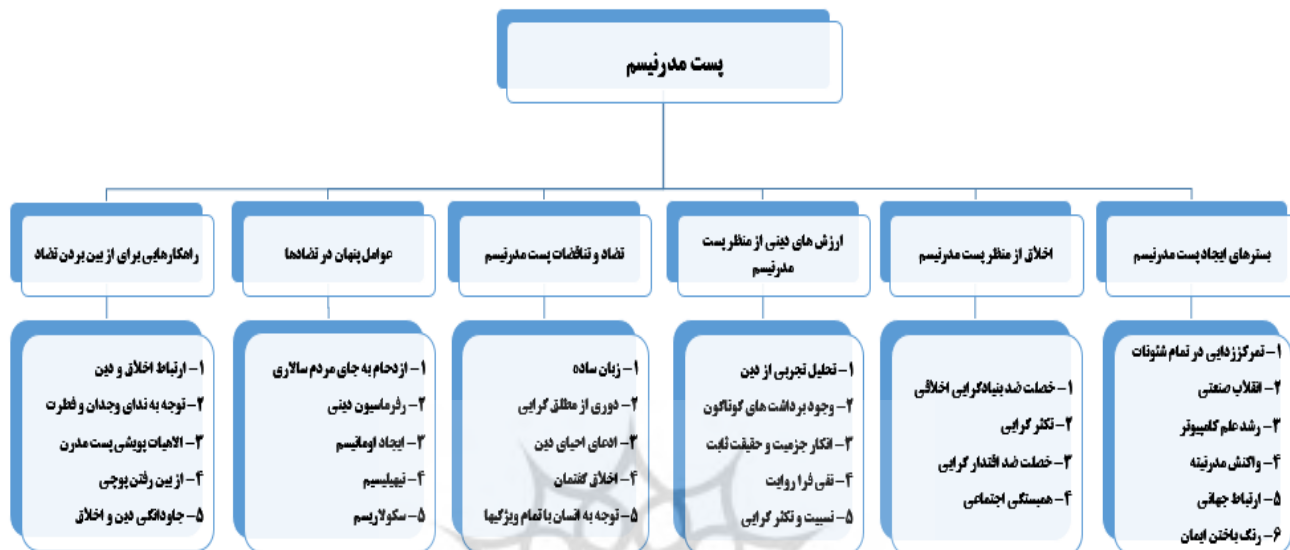 پست مدرنیسم
بسترهای ایجاد پست مدرنیسم
۱- تمرکززدایی در تمام شئونات
۲- انقلاب صنعتی
۳- رشد علم کامپیوتر
۴- واکنش مدرنیته
۵- ارتباط جهانی
۶- رنگ باختن ایمان
اخلاق از منظر پست مدرنیسم
۱- خصلت ضد بنیادگرایی اخلاقی
۲- تکثر گرایی
۳- خصلت ضد اقتدار گرایی
۴- همبستگی اجتماعی
ارزش های دینی از منظر پست
مدرنیسم
۱- تحلیل تجربی از دین
۲- وجود برداشت های گوناگون
۳- انکار جزمیت و حقیقت ثابت
۴- نفی فرا روایت
۵- نسبیت و تکثر گرایی
تضاد و تناقضات پست مدرنیسم
۱- زبان ساده
۲- دوری از مطلق گرایی
۳- ادعای احیای دین
۴- اخلاق گفتمان
۵- توجه به انسان با تمام ویژگیها
عوامل پنهان در تضادها
۱- ازدحام به جای مردم سالاری
۲- رفرماسیون دینی
۳- ایجاد اومانیسم
۴- نیهیلیسیم
۵- سکولاریسم
راهکارهایی برای از بین بردن تضاد
۱- ارتباط اخلاق و دین
۲- توجه به ندای وجدان و فطرت
۳- الاهیات پویشی پست مدرن
۴- از بین رفتن پوچی
۵- جاودانگی دین و اخلاق